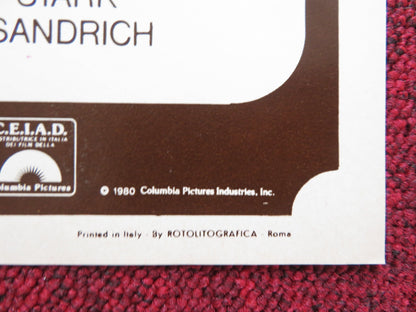 STARK
SANDRICH
C.E.I.A.D.
DISTRIBUTRICE IN ITALIA
DEI FILM DELLA
Columbia Pictures
© 1980 Columbia Pictures Industries, Inc.
Printed in Italy - By ROTOLITOGRAFICA - Roma